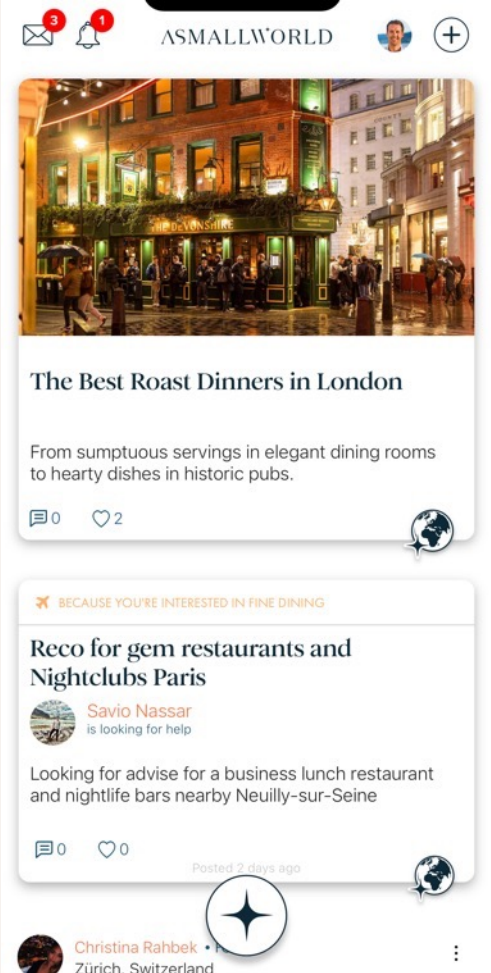 3
1
ASMALLWORLD
THE DEVONSHIRE
The Best Roast Dinners in London
From sumptuous servings in elegant dining rooms
to hearty dishes in historic pubs.
0
2
BECAUSE YOU'RE INTERESTED IN FINE DINING
Reco for gem restaurants and
Nightclubs Paris
Savio Nassar
is looking for help
Looking for advise for a business lunch restaurant
and nightlife bars nearby Neuilly-sur-Seine
0
0
Posted 2 days ago
Christina Rahbek •
Zürich, Switzerland